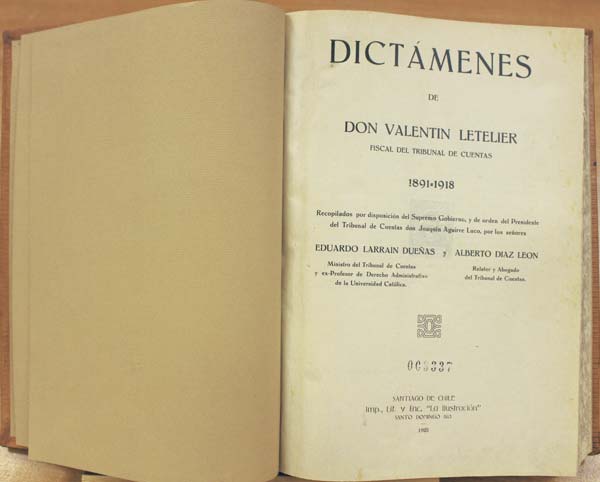 DICTÁMENES
DE
DON VALENTIN LETELIER
FISCAL DEL TRIBUNAL DE CUENTAS
1891-1918
Recopilados por disposición del Supremo Gobierno, y de orden del Presidente
del Tribunal de Cuentas don Joaquín Aguirre Luco, por los señores
EDUARDO LARRAIN DUEÑAS y ALBERTO DIAZ LEON
Ministro del Tribunal de Cuentas
y ex-Profesor de Derecho Administrativo
de la Universidad Católica.
Relator y Abogado
del Tribunal de Cuentas.
SANTIAGO DE CHILE
Imp., Lit. y Enc. "La Ilustración"
SANTO DOMINGO